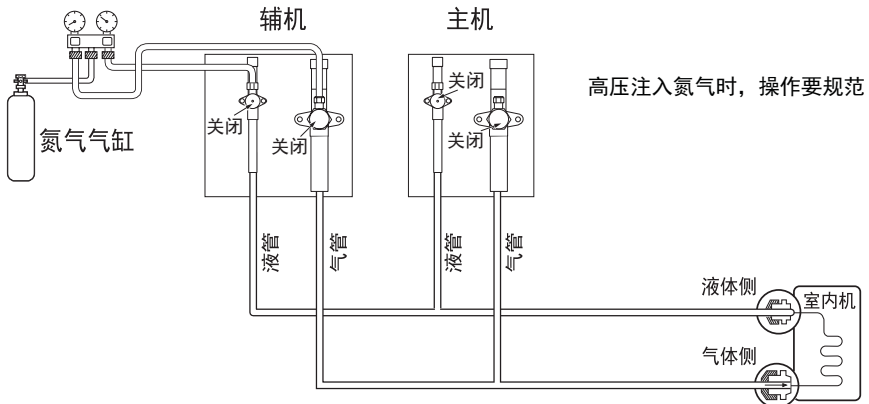 辅机
主机
高压注入氮气时，操作要规范
关闭
关闭
关闭
关闭
氮气气缸
液管
气管
液管
气管
液体侧
室内机
气体侧